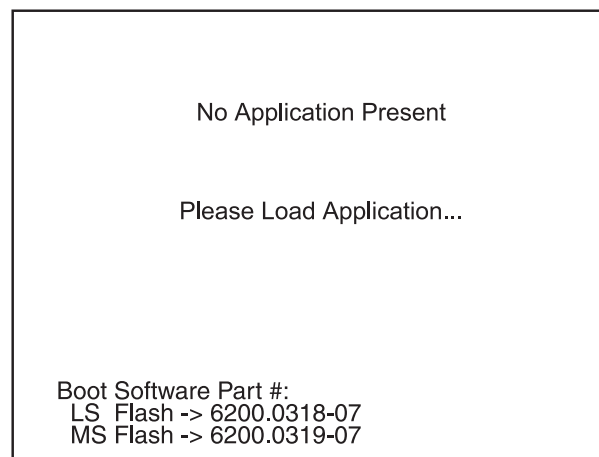 No Application Present
Please Load Application...
Boot Software Part #:
LS Flash -> 6200.0318-07
MS Flash -> 6200.0319-07